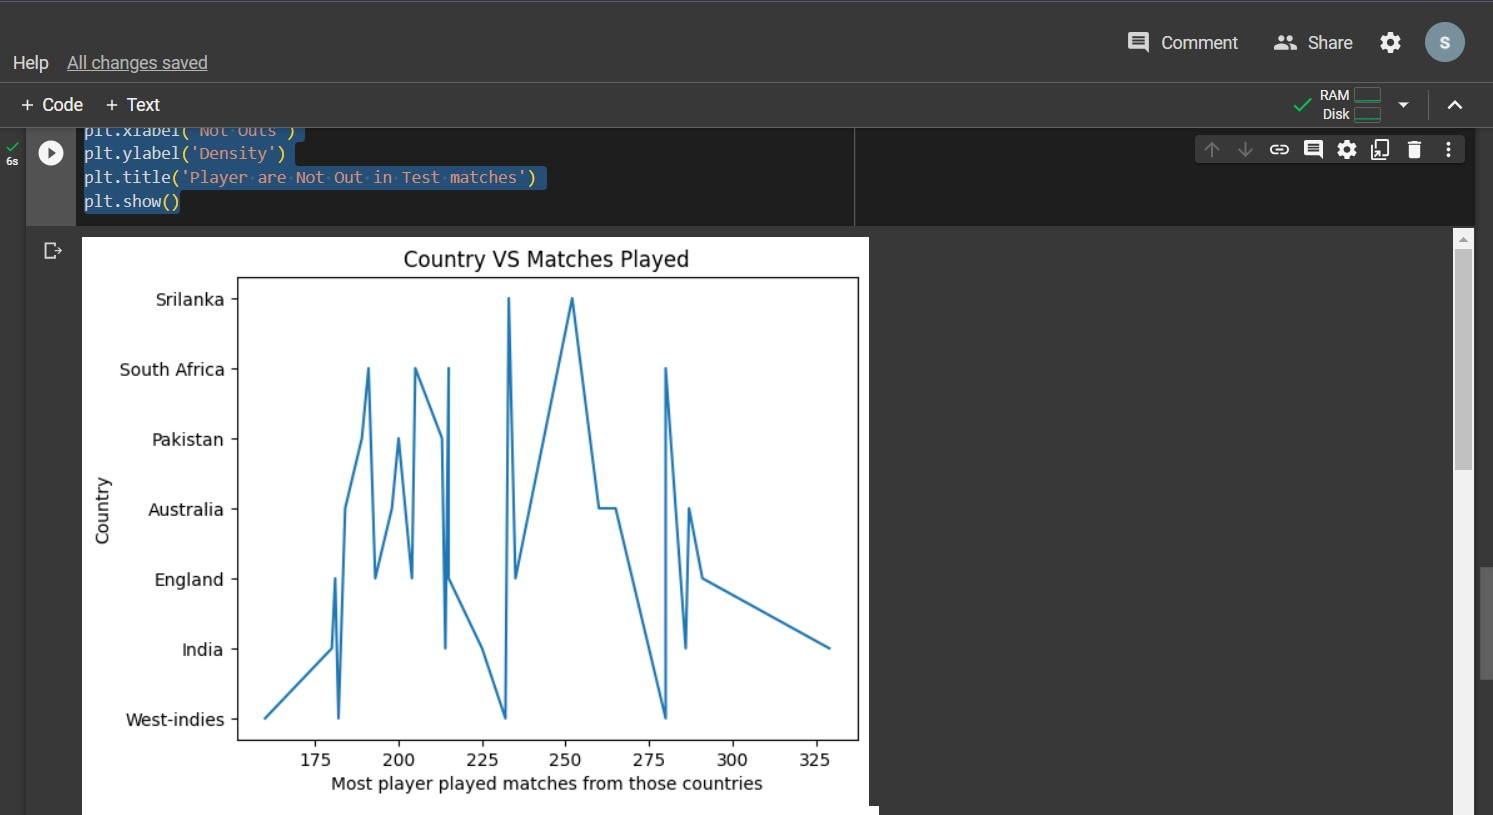 Comment Share S
Help All changes saved
+ Code + Text
RAM
Disk
plt.xlabel('Not Outs')
6s
plt.ylabel('Density')
plt.title('Player are Not Out in Test matches')
plt.show()
Country VS Matches Played
Srilanka
South Africa
Pakistan
Australia
England
India
West-indies
Country
175 200 225 250 275 300 325
Most player played matches from those countries